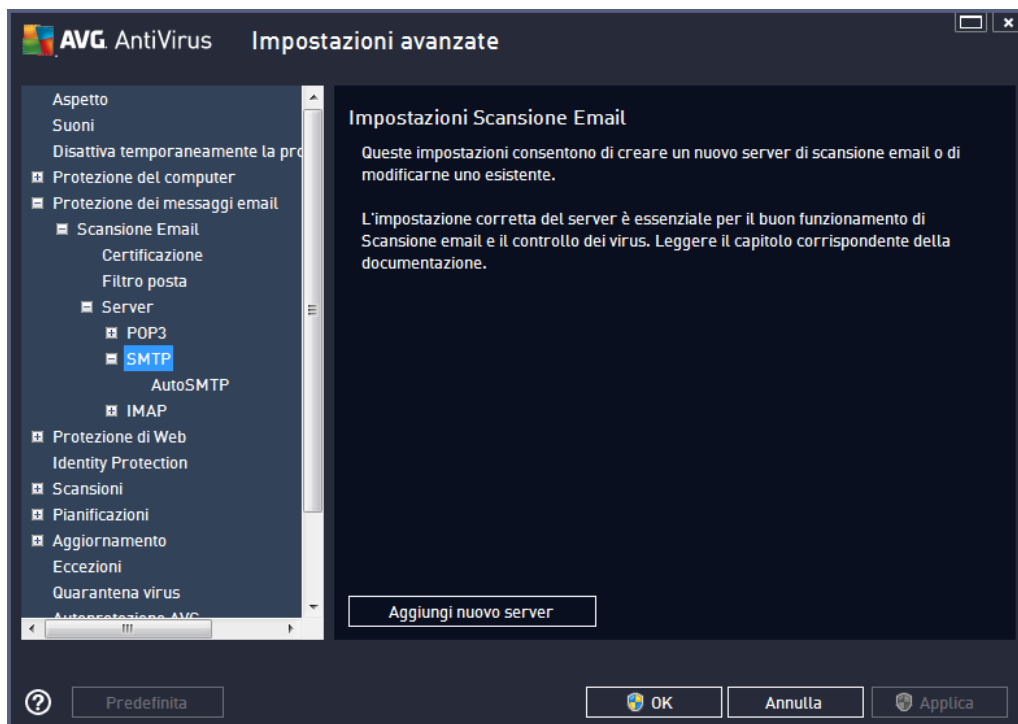 AVG. AntiVirus Impostazioni avanzate
Aspetto
Suoni
Disattiva temporaneamente la pro
Protezione del computer
Protezione dei messaggi email
Scansione Email
Certificazione
Filtro posta
Server
POP3
SMTP
AutoSMTP
IMAP
Protezione di Web
Identity Protection
Scansioni
Pianificazioni
Aggiornamento
Eccezioni
Quarantena virus
Autoprotezione AVG
Impostazioni Scansione Email
Queste impostazioni consentono di creare un nuovo server di scansione email o di
modificarne uno esistente.
L'impostazione corretta del server è essenziale per il buon funzionamento di
Scansione email e il controllo dei virus. Leggere il capitolo corrispondente della
documentazione.
Aggiungi nuovo server
Predefinita
OK
Annulla
Applica